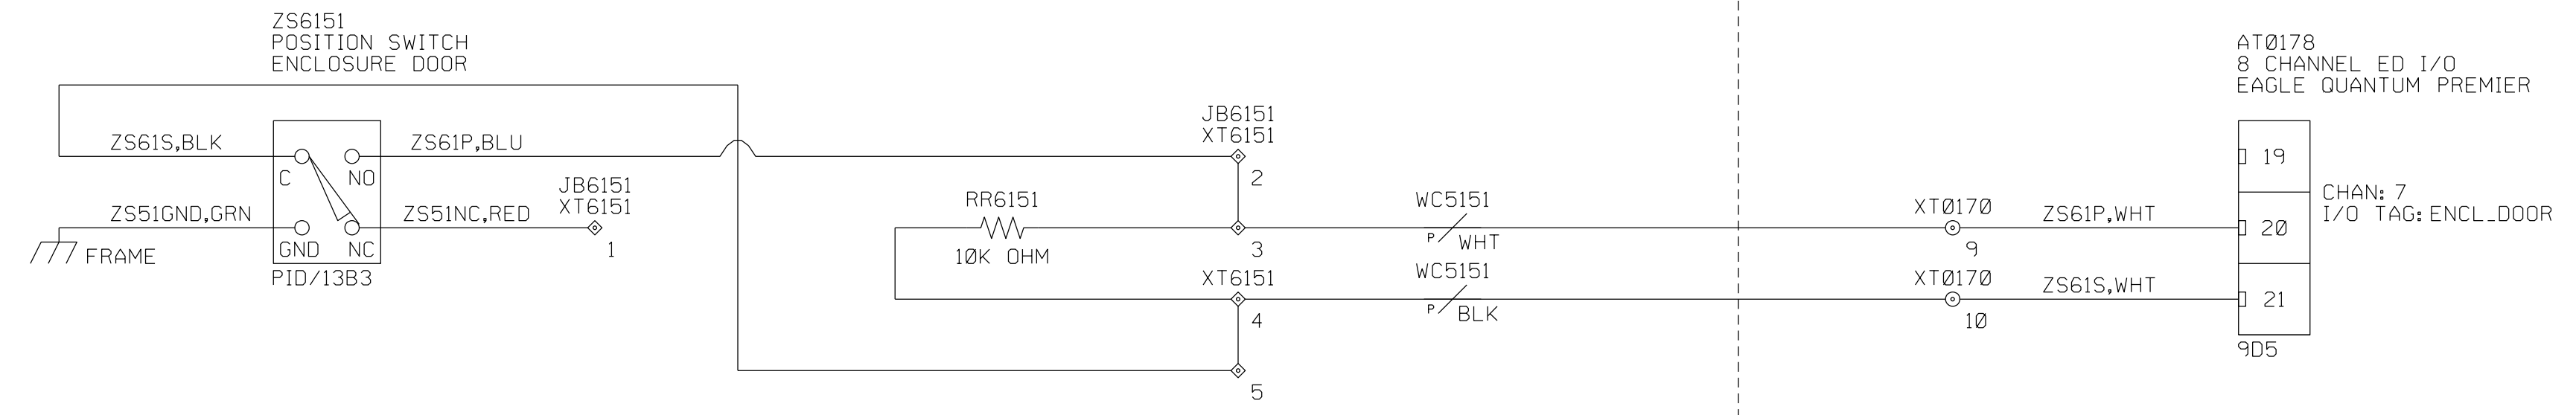 ZS6151
POSITION SWITCH
ENCLOSURE DOOR
ZS61S,BLK
ZS61P,BLU
C
NO
ZS51GND,GRN
ZS51NC,RED
GND
NC
FRAME
PID/13B3
JB6151
XT6151
1
RR6151
10K OHM
JB6151
XT6151
2
3
XT6151
4
5
WC5151
P
WHT
WC5151
P
BLK
XT0170
9
XT0170
10
ZS61P,WHT
ZS61S,WHT
AT0178
8 CHANNEL ED I/O
EAGLE QUANTUM PREMIER
19
20
21
CHAN: 7
I/O TAG: ENCL_DOOR
9D5